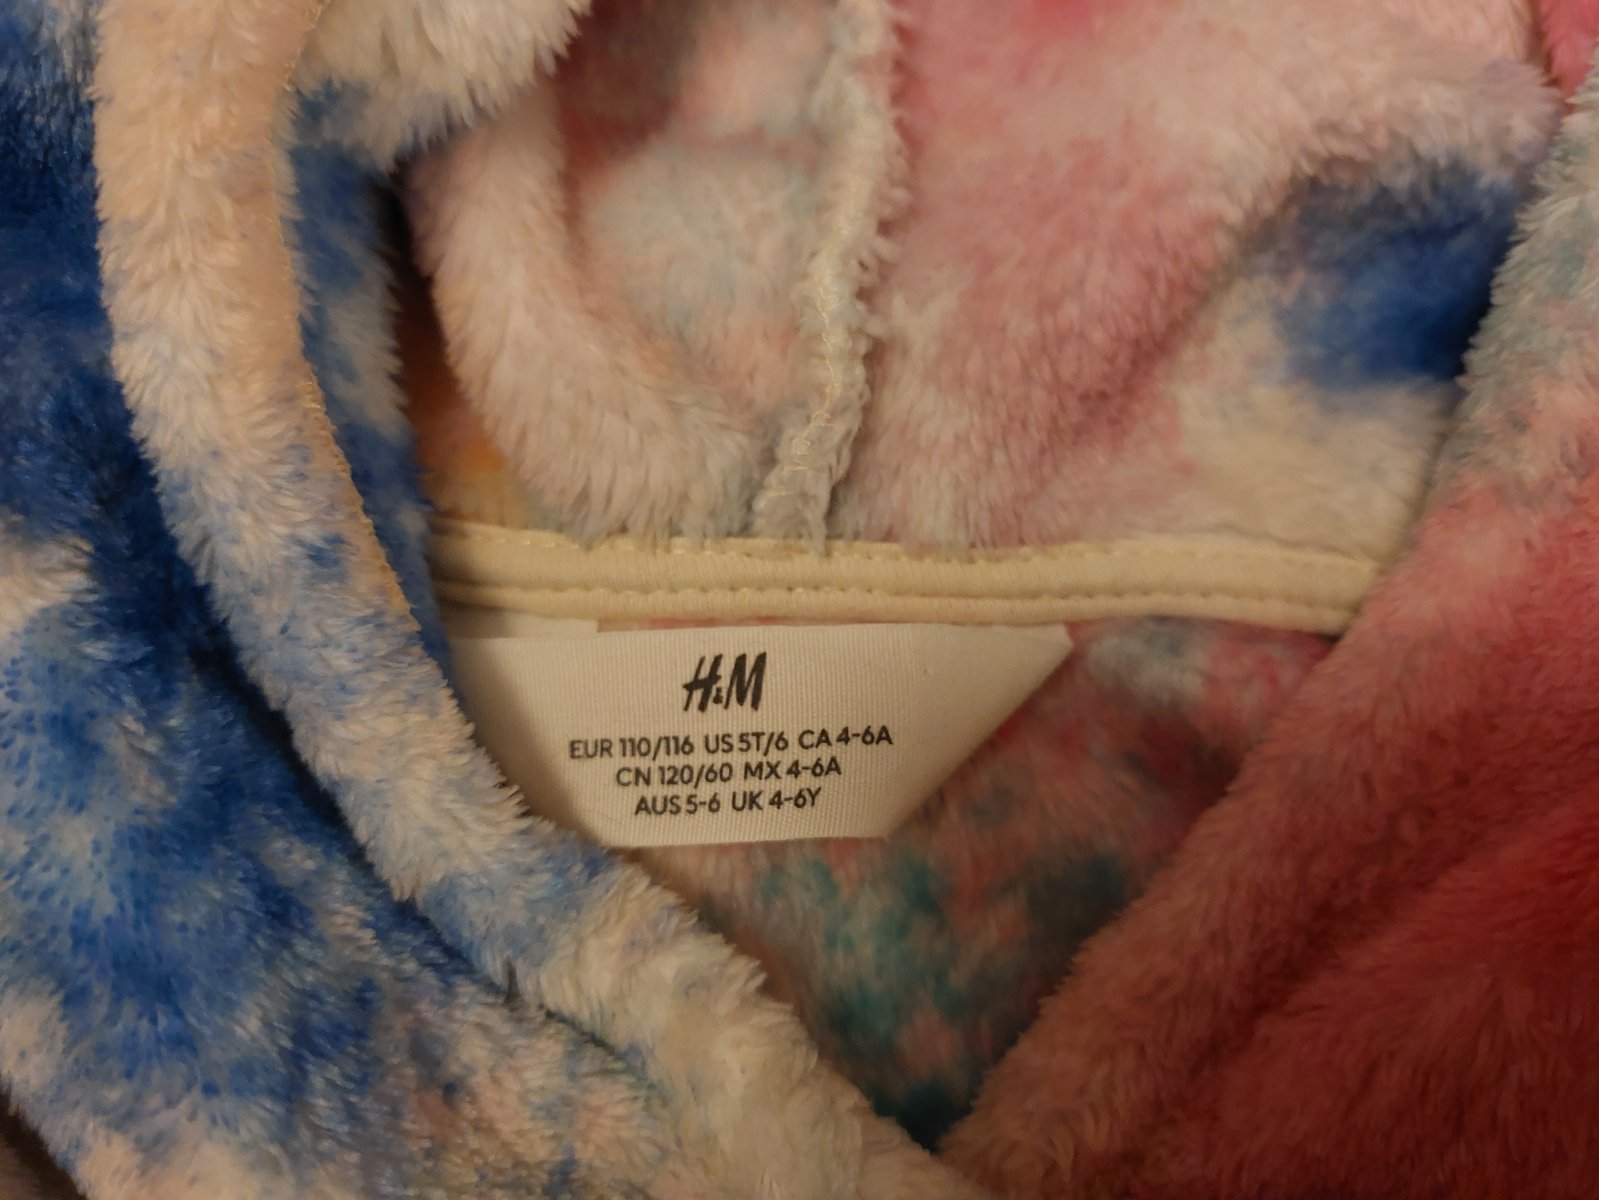 H&M
EUR 110/116 US 5T/6 CA 4-6A
CN 120/60 MX 4-6A
AUS 5-6 UK 4-6Y